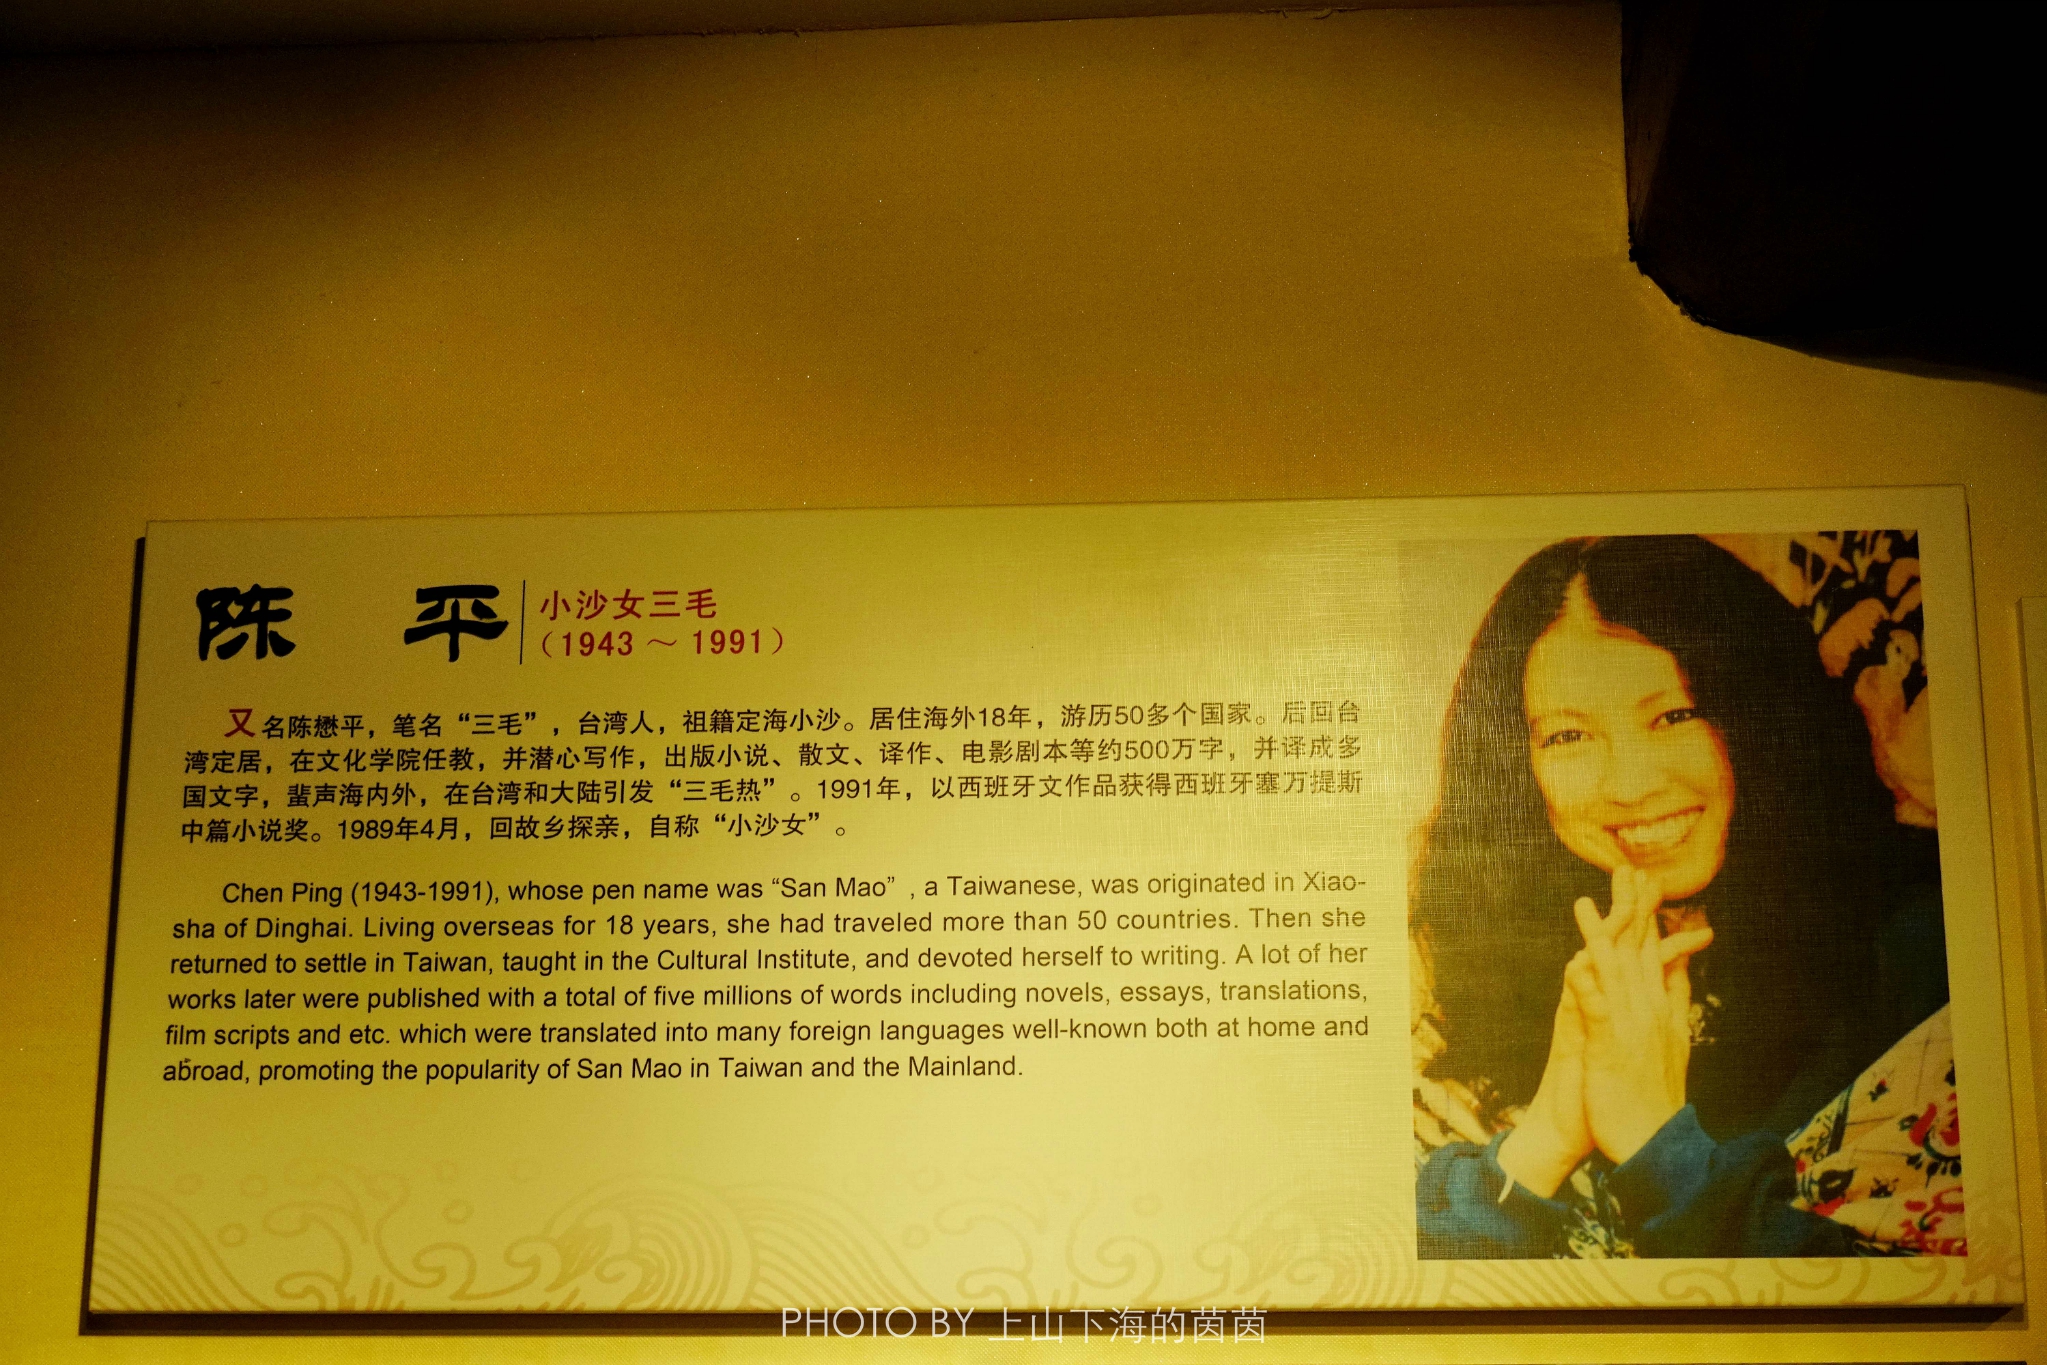 陈 平
小沙女三毛
（1943 ～ 1991）
又名陈懋平，笔名“三毛”，台湾人，祖籍定海小沙。居住海外18年，游历50多个国家。后回台
湾定居，在文化学院任教，并潜心写作，出版小说、散文、译作、电影剧本等约500万字，并译成多
国文字，蜚声海内外，在台湾和大陆引发“三毛热”。1991年，以西班牙文作品获得西班牙塞万提斯
中篇小说奖。1989年4月，回故乡探亲，自称“小沙女”。
Chen Ping (1943-1991), whose pen name was “San Mao” , a Taiwanese, was originated in Xiao-
sha of Dinghai. Living overseas for 18 years, she had traveled more than 50 countries. Then she
returned to settle in Taiwan, taught in the Cultural Institute, and devoted herself to writing. A lot of her
works later were published with a total of five millions of words including novels, essays, translations,
film scripts and etc. which were translated into many foreign languages well-known both at home and
abroad, promoting the popularity of San Mao in Taiwan and the Mainland.
PHOTO BY 上山下海的茵茵